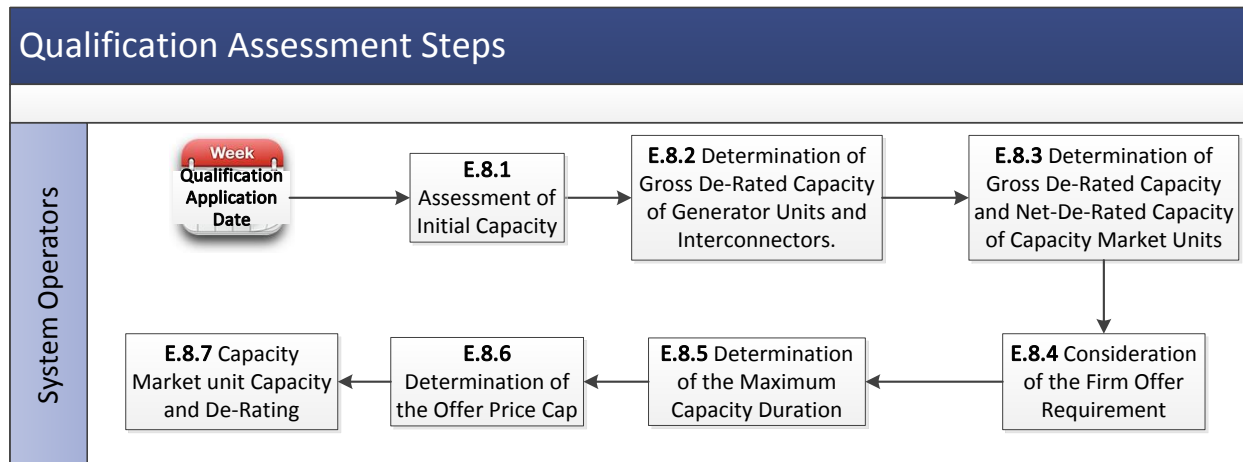 Qualification Assessment Steps
System Operators
Week
Qualification
Application
Date
E.8.1
Assessment of
Initial Capacity
E.8.2 Determination of
Gross De-Rated Capacity
of Generator Units and
Interconnectors.
E.8.3 Determination of
Gross De-Rated Capacity
and Net-De-Rated Capacity
of Capacity Market Units
E.8.4 Consideration
of the Firm Offer
Requirement
E.8.5 Determination
of the Maximum
Capacity Duration
E.8.6
Determination of
the Offer Price Cap
E.8.7 Capacity
Market unit Capacity
and De-Rating